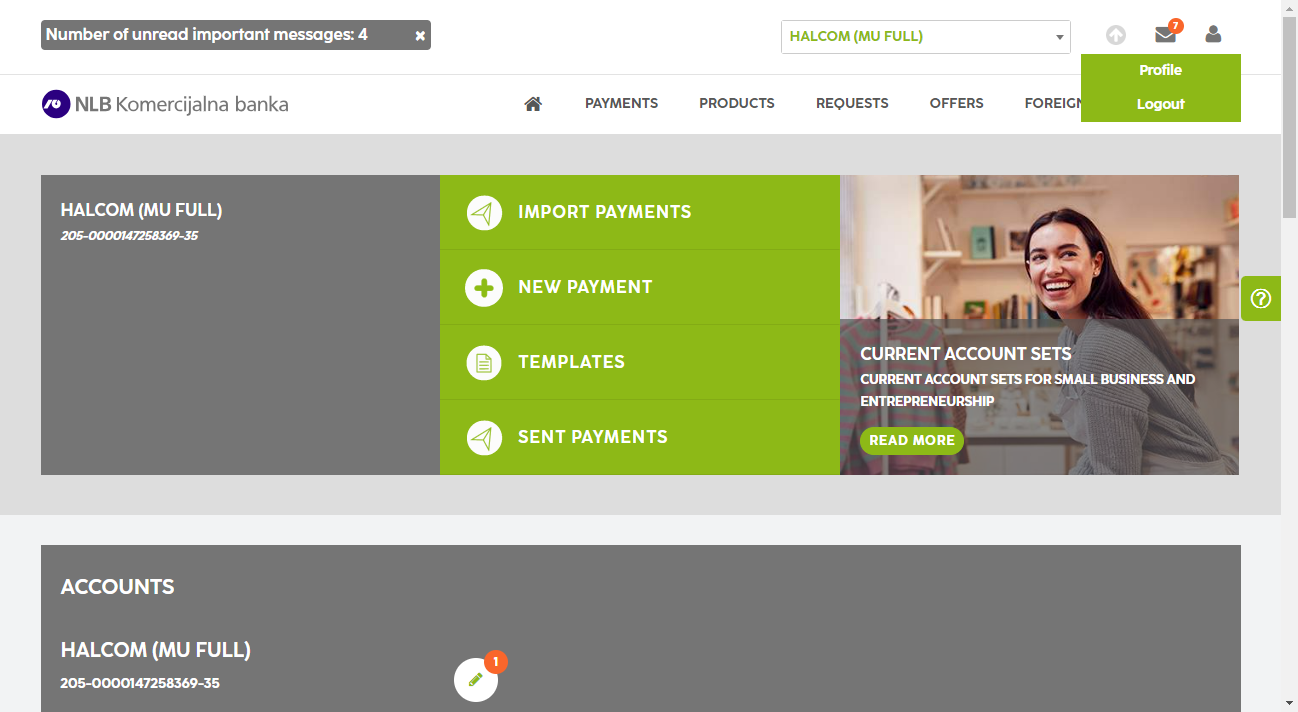 Number of unread important messages: 4
HALCOM (MU FULL)
7
Profile
Logout
NLB Komercijalna banka
PAYMENTS
PRODUCTS
REQUESTS
OFFERS
FOREIGN
HALCOM (MU FULL)
205-0000147258369-35
IMPORT PAYMENTS
NEW PAYMENT
TEMPLATES
SENT PAYMENTS
CURRENT ACCOUNT SETS
CURRENT ACCOUNT SETS FOR SMALL BUSINESS AND
ENTREPRENEURSHIP
READ MORE
ACCOUNTS
HALCOM (MU FULL)
1
205-0000147258369-35